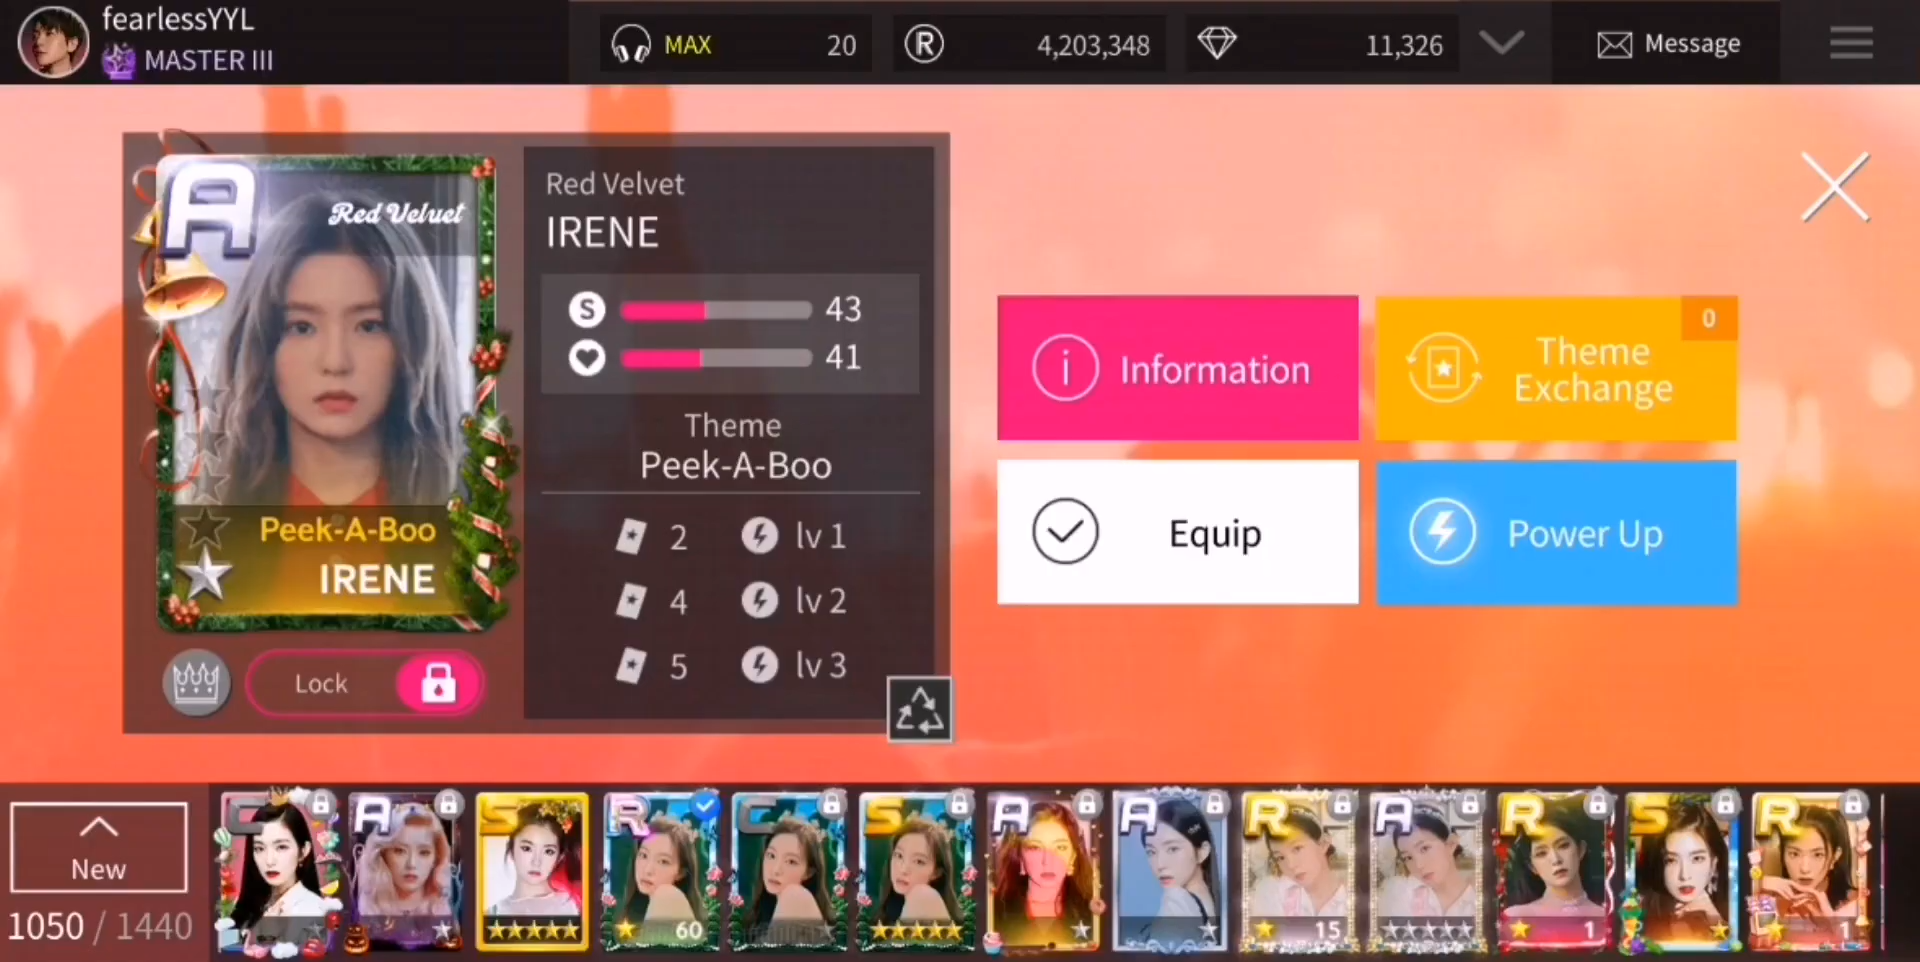 fearlessYYL
MASTER III
MAX 20
R 4,203,348
11,326
Message
A
Red Velvet
Peek-A-Boo
IRENE
Lock
Red Velvet
IRENE
S 43
41
Theme
Peek-A-Boo
2 lv 1
4 lv 2
5 lv 3
i Information
0
Theme
Exchange
Equip
Power Up
New
1050 / 1440
C
A
S
R
60
C
S
A
A
R
15
A
R
1
S
R
1